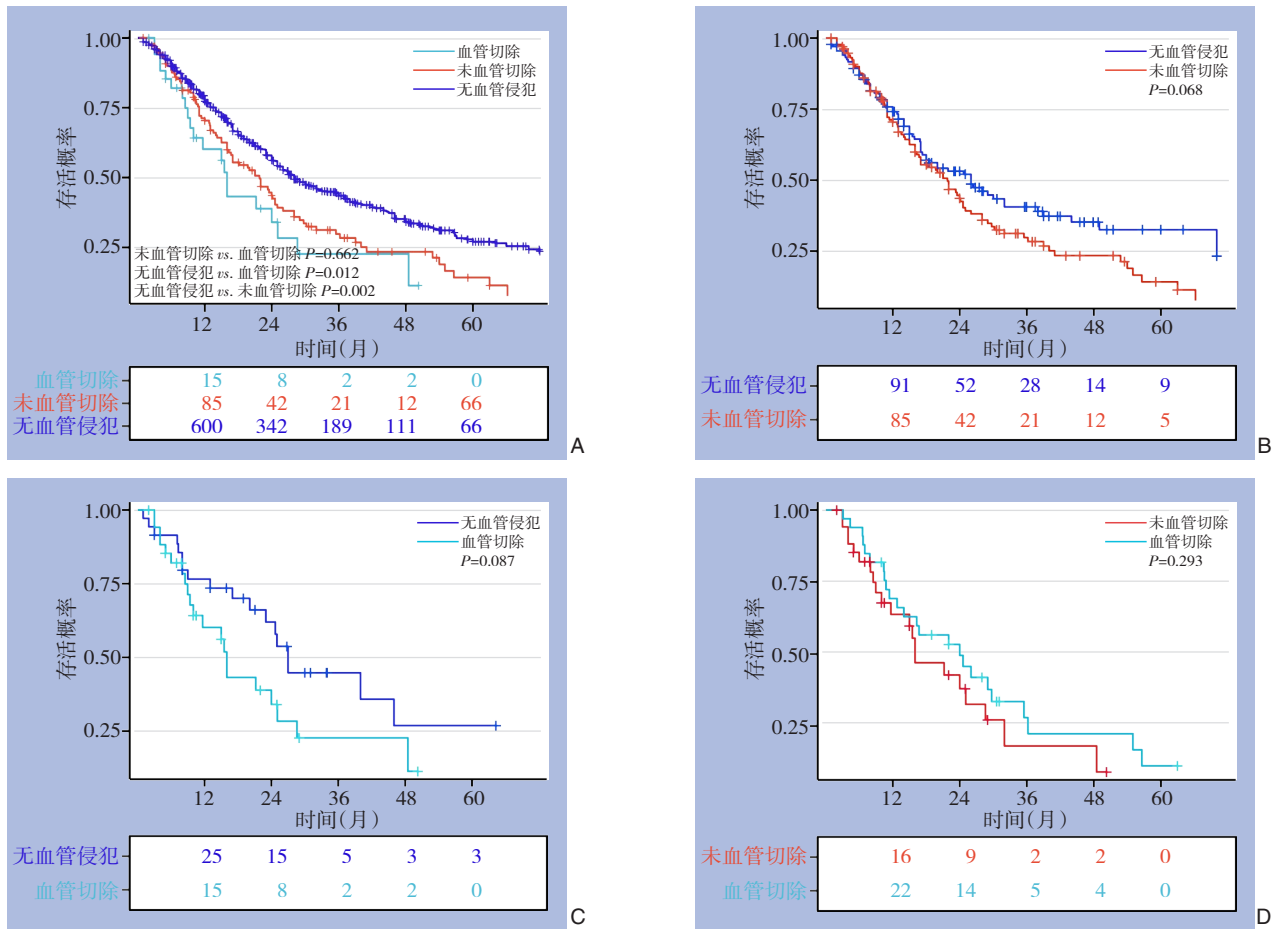 1.00
0.75
0.50
0.25
存活概率
血管切除
未血管切除
无血管侵犯
未血管切除 vs. 血管切除 P=0.662
无血管侵犯 vs. 血管切除 P=0.012
无血管侵犯 vs. 未血管切除 P=0.002
12 24 36 48 60
时间(月)
血管切除 15 8 2 2 0
未血管切除 85 42 21 12 66
无血管侵犯 600 342 189 111 66
A
1.00
0.75
0.50
0.25
存活概率
无血管侵犯
未血管切除
P=0.068
12 24 36 48 60
时间(月)
无血管侵犯 91 52 28 14 9
未血管切除 85 42 21 12 5
B
1.00
0.75
0.50
0.25
存活概率
无血管侵犯
血管切除
P=0.087
12 24 36 48 60
时间(月)
无血管侵犯 25 15 5 3 3
血管切除 15 8 2 2 0
C
1.00
0.75
0.50
0.25
存活概率
未血管切除
血管切除
P=0.293
12 24 36 48 60
时间(月)
未血管切除 16 9 2 2 0
血管切除 22 14 5 4 0
D